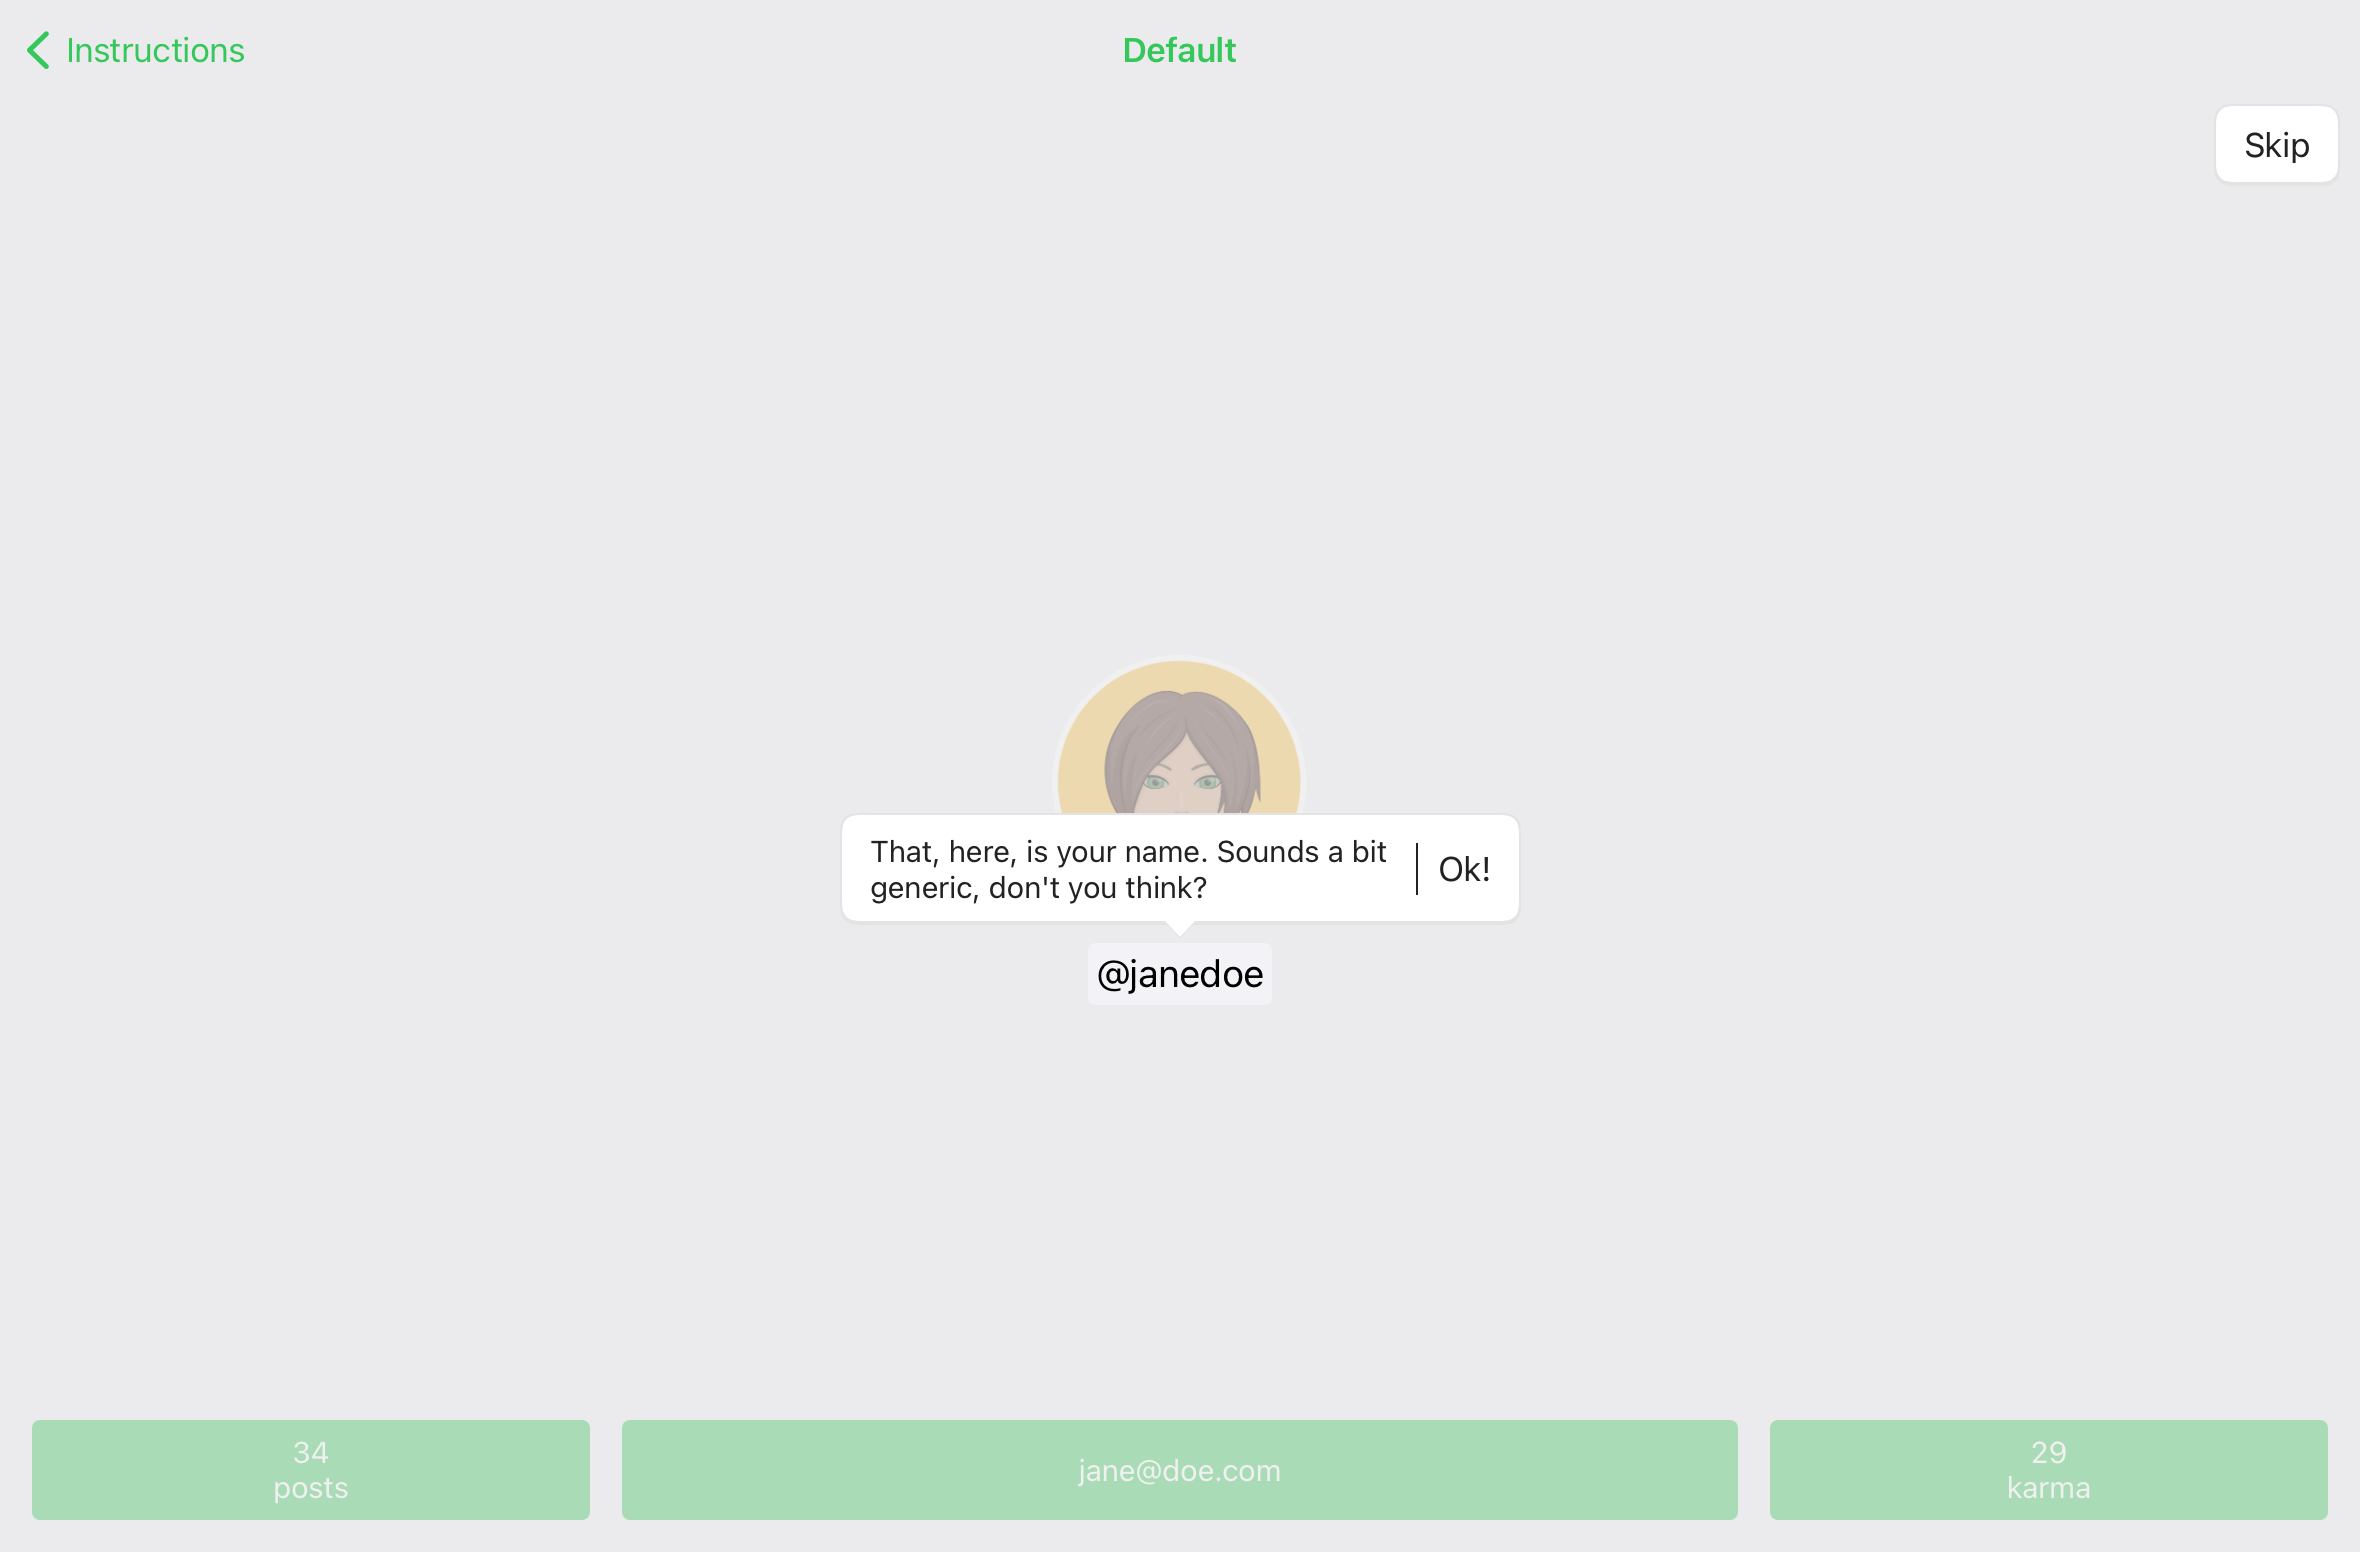 Instructions
Default
Skip
That, here, is your name. Sounds a bit
generic, don't you think?
Ok!
@janedoe
34
posts
jane@doe.com
29
karma